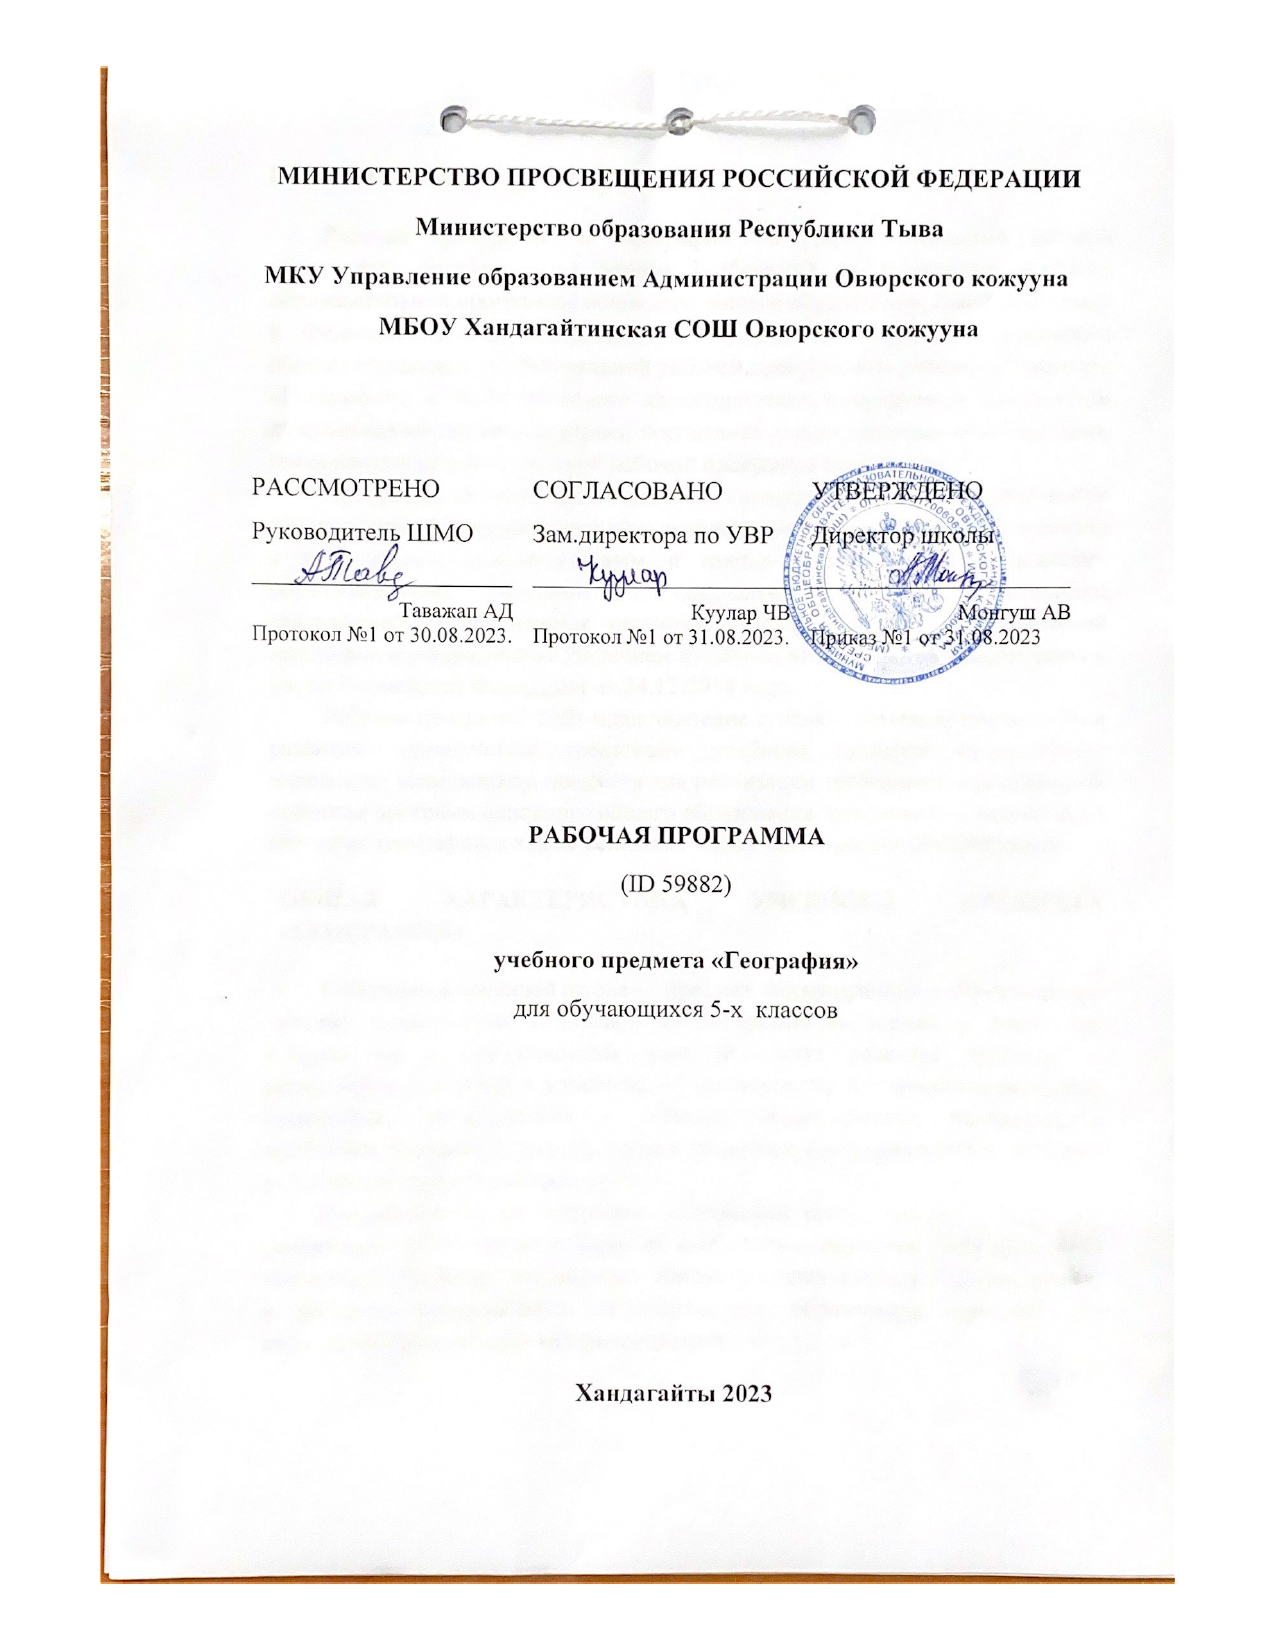 МИНИСТЕРСТВО ПРОСВЕЩЕНИЯ РОССИЙСКОЙ ФЕДЕРАЦИИ
Министерство образования Республики Тыва
МКУ Управление образованием Администрации Овюрского кожууна
МБОУ Хандагайтинская СОШ Овюрского кожууна
РАССМОТРЕНО
Руководитель ШМО
Таважап АД
Протокол №1 от 30.08.2023.
СОГЛАСОВАНО
Зам.директора по УВР
Куулар
Куулар ЧВ
Протокол №1 от 31.08.2023.
УТВЕРЖДЕНО
Директор школы
Монгуш АВ
Приказ №1 от 31.08.2023
РАБОЧАЯ ПРОГРАММА
(ID 59882)
учебного предмета «География»
для обучающихся 5-х классов
Хандагайты 2023